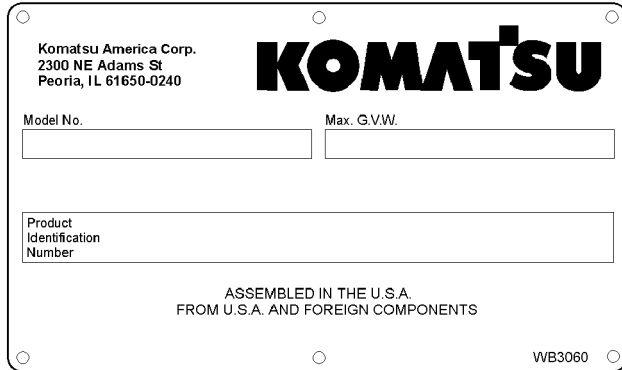 Komatsu America Corp.
2300 NE Adams St
Peoria, IL 61650-0240
KOMATSU
Model No.
Max. G.V.W.
Product
Identification
Number
ASSEMBLED IN THE U.S.A.
FROM U.S.A. AND FOREIGN COMPONENTS
WB3060